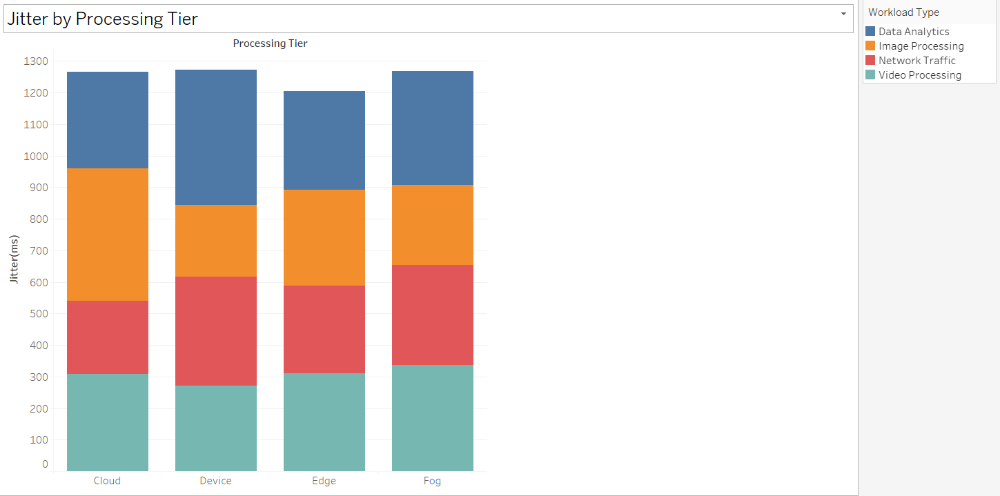 Jitter by Processing Tier
Processing Tier
Jitter(ms)
1300
1200
1100
1000
900
800
700
600
500
400
300
200
100
0
Cloud
Device
Edge
Fog
Workload Type
Data Analytics
Image Processing
Network Traffic
Video Processing